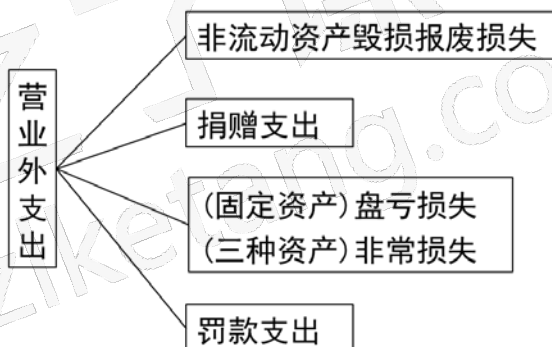 营业外支出
非流动资产毁损报废损失
捐赠支出
(固定资产)盘亏损失
(三种资产)非常损失
罚款支出
ziketang.co